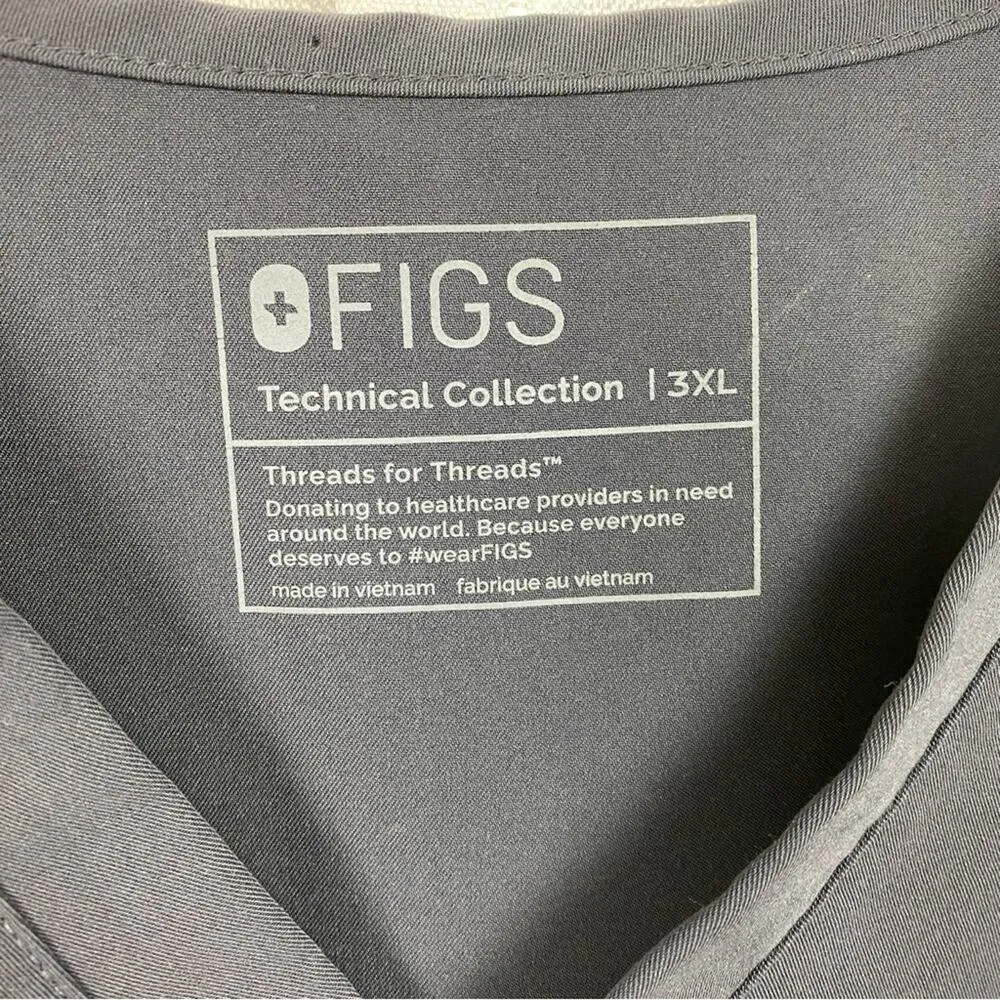 FIGS
Technical Collection | 3XL
Threads for Threads™
Donating to healthcare providers in need
around the world. Because everyone
deserves to #wearFIGS
made in vietnam fabrique au vietnam